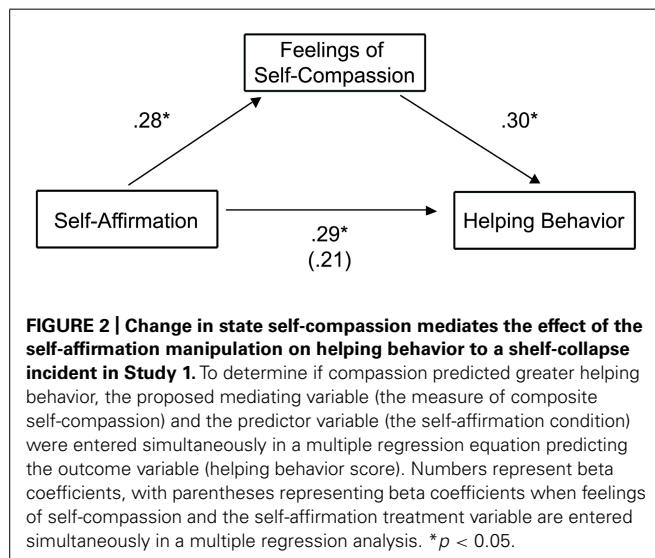 Feelings of
Self-Compassion
.28*
.30*
Self-Affirmation
Helping Behavior
.29*
(.21)
FIGURE 2 | Change in state self-compassion mediates the effect of the
self-affirmation manipulation on helping behavior to a shelf-collapse
incident in Study 1. To determine if compassion predicted greater helping
behavior, the proposed mediating variable (the measure of composite
self-compassion) and the predictor variable (the self-affirmation condition)
were entered simultaneously in a multiple regression equation predicting
the outcome variable (helping behavior score). Numbers represent beta
coefficients, with parentheses representing beta coefficients when feelings
of self-compassion and the self-affirmation treatment variable are entered
simultaneously in a multiple regression analysis. *p < 0.05.